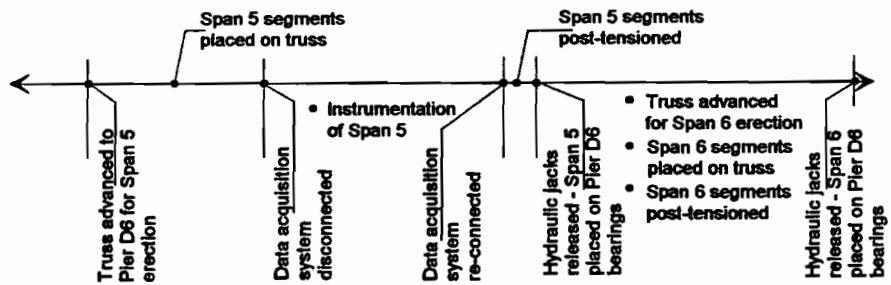 Span 5 segments
placed on truss
Span 5 segments
post-tensioned
• Instrumentation
of Span 5
• Truss advanced
for Span 6 erection
• Span 6 segments
placed on truss
• Span 6 segments
post-tensioned
Truss advanced to
Pier D6 for Span 5
erection
Data acquisition
system
disconnected
Data acquisition
system
re-connected
Hydraulic jacks
released - Span 5
placed on Pier D6
bearings
Hydraulic jacks
released - Span 6
placed on Pier D6
bearings